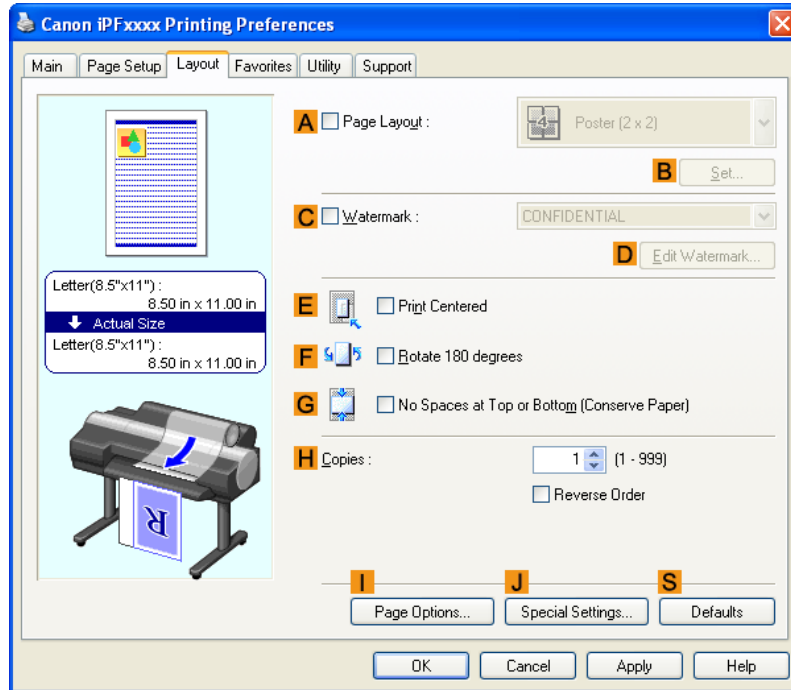 Canon iPFxxxx Printing Preferences
Main Page Setup Layout Favorites Utility Support
A Page Layout : 4 Poster (2 x 2)
B Set...
C Watermark : CONFIDENTIAL
D Edit Watermark...
Letter(8.5"x11") :
8.50 in x 11.00 in
Actual Size
Letter(8.5"x11") :
8.50 in x 11.00 in
E Print Centered
F Rotate 180 degrees
G No Spaces at Top or Bottom (Conserve Paper)
H Copies : 1 (1 - 999)
Reverse Order
R
I J S
Page Options... Special Settings... Defaults
OK Cancel Apply Help